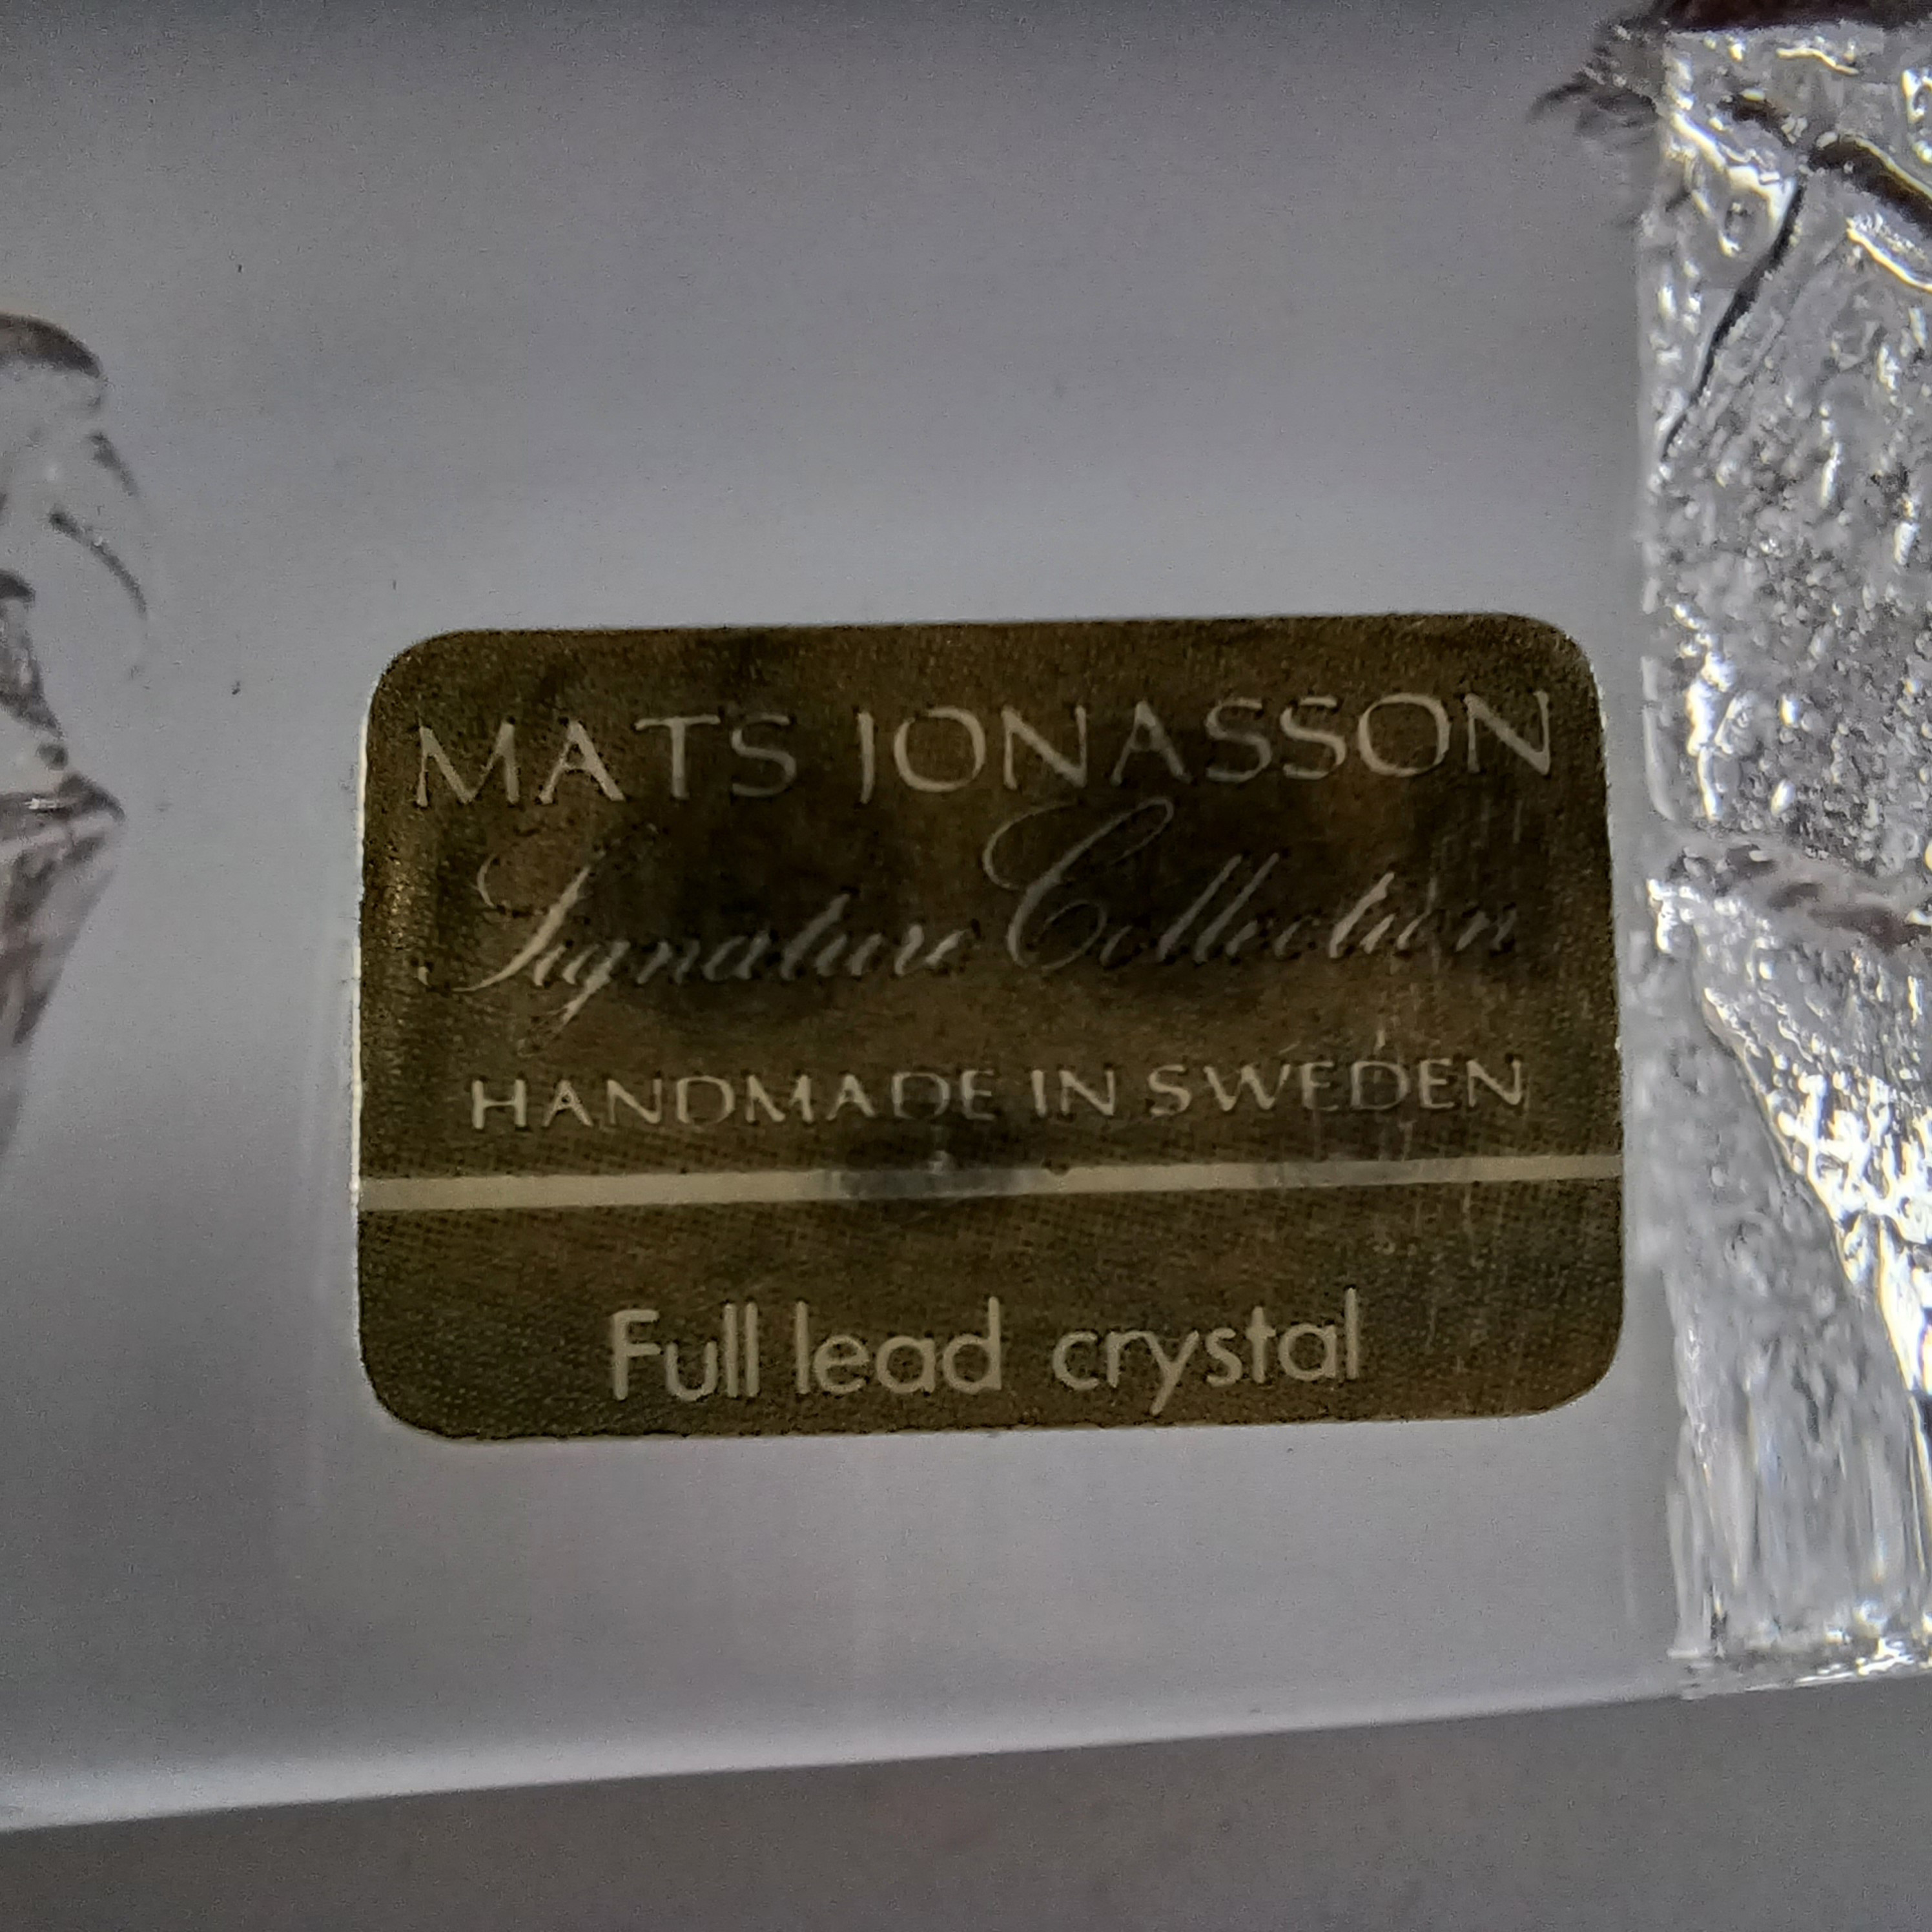 MATS JONASSON
Signature Collection
HANDMADE IN SWEDEN
Full lead crystal